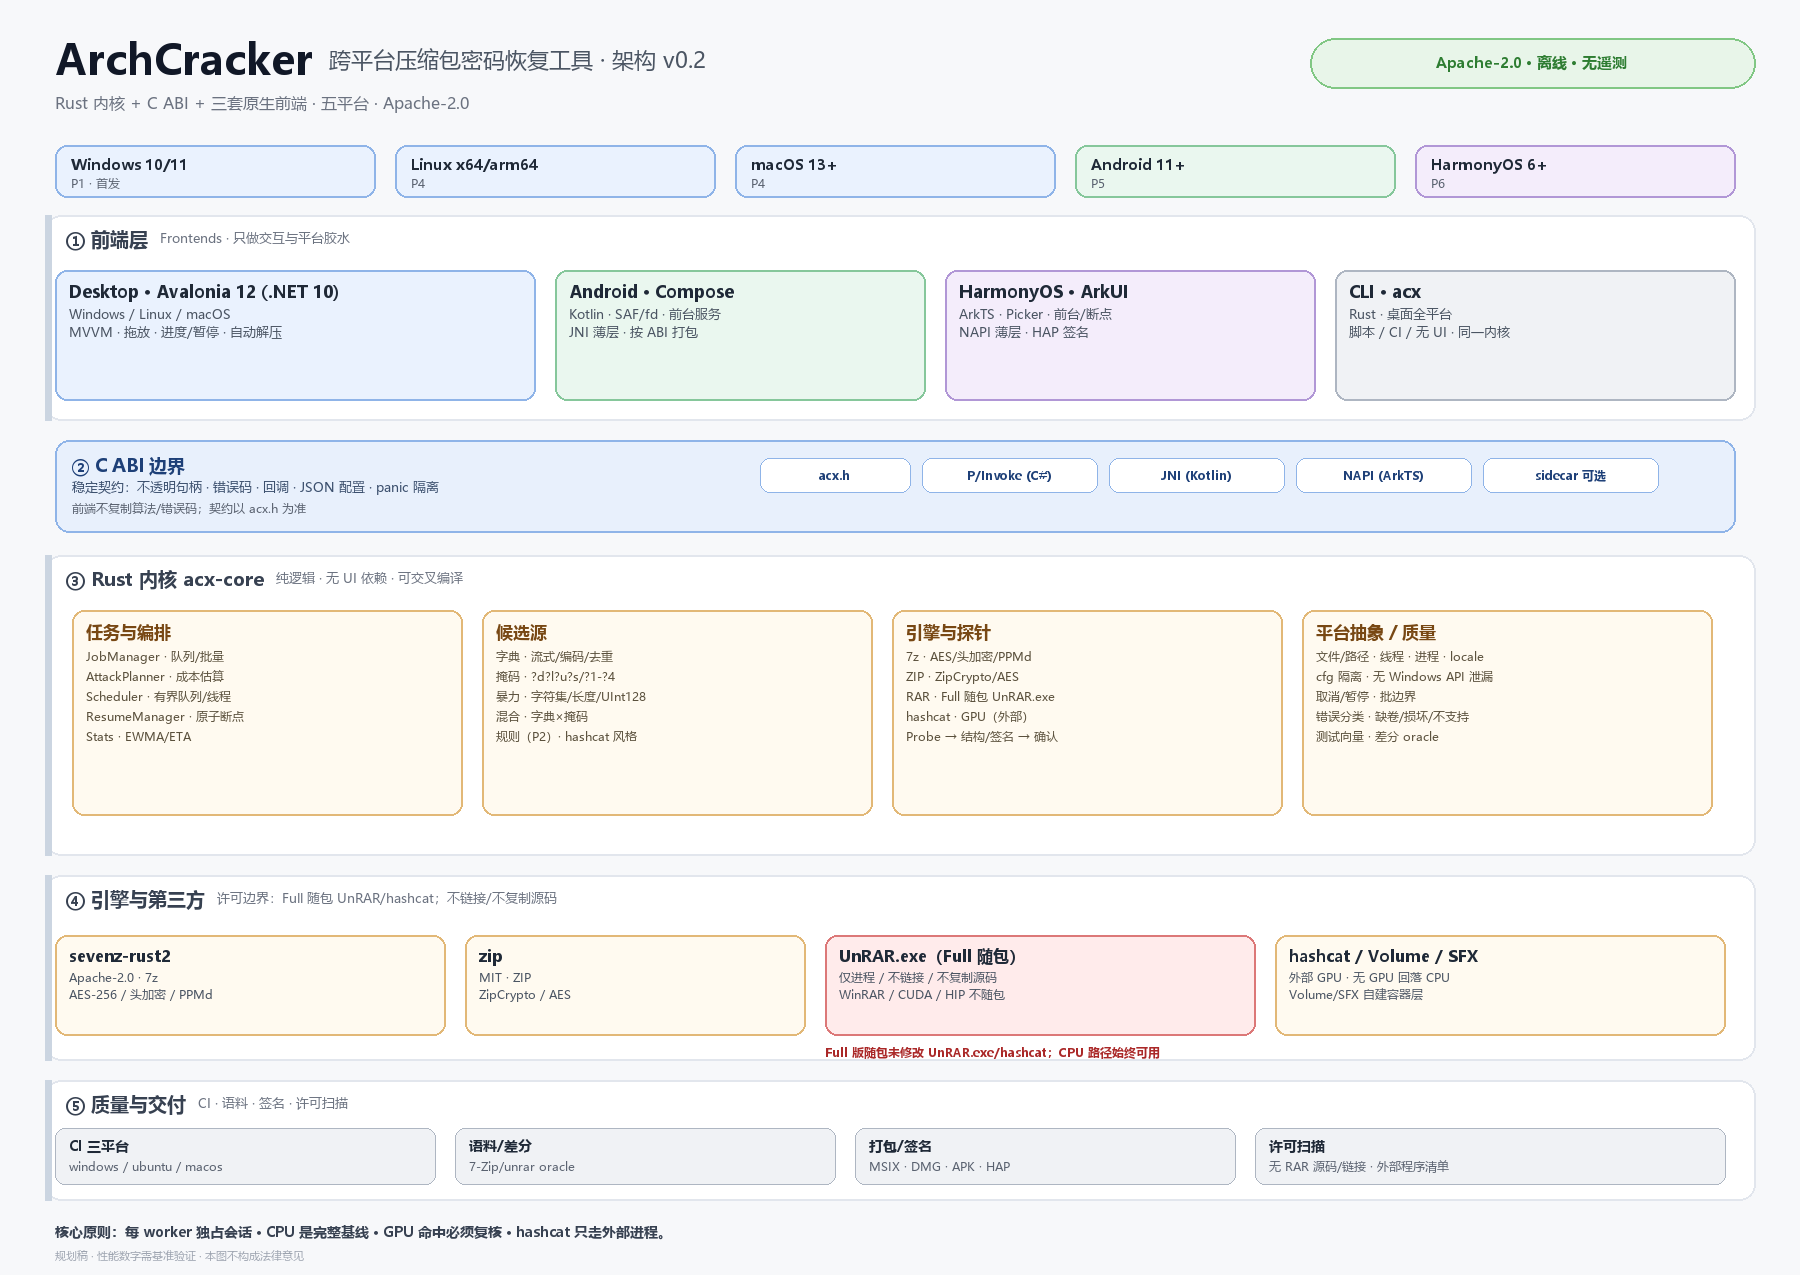 ArchCracker 跨平台压缩包密码恢复工具 · 架构 v0.2
Apache-2.0 • 离线 • 无遥测
Rust 内核 + C ABI + 三套原生前端 · 五平台 · Apache-2.0
Windows 10/11
P1 · 首发
Linux x64/arm64
P4
macOS 13+
P4
Android 11+
P5
HarmonyOS 6+
P6
① 前端层 Frontends · 只做交互与平台胶水
Desktop • Avalonia 12 (.NET 10)
Windows / Linux / macOS
MVVM · 拖放 · 进度/暂停 · 自动解压
Android • Compose
Kotlin · SAF/fd · 前台服务
JNI 薄层 · 按 ABI 打包
HarmonyOS • ArkUI
ArkTS · Picker · 前台/断点
NAPI 薄层 · HAP 签名
CLI • acx
Rust · 桌面全平台
脚本 / CI / 无 UI · 同一内核
② C ABI 边界
稳定契约：不透明句柄 · 错误码 · 回调 · JSON 配置 · panic 隔离
前端不复制算法/错误码；契约以 acx.h 为准
acx.h
P/Invoke (C#)
JNI (Kotlin)
NAPI (ArkTS)
sidecar 可选
③ Rust 内核 acx-core 纯逻辑 · 无 UI 依赖 · 可交叉编译
任务与编排
JobManager · 队列/批量
AttackPlanner · 成本估算
Scheduler · 有界队列/线程
ResumeManager · 原子断点
Stats · EWMA/ETA
候选源
字典 · 流式/编码/去重
掩码 · ?d?l?u?s/?1-?4
暴力 · 字符集/长度/UInt128
混合 · 字典×掩码
规则（P2）· hashcat 风格
引擎与探针
7z · AES/头加密/PPMd
ZIP · ZipCrypto/AES
RAR · Full 随包 UnRAR.exe
hashcat · GPU（外部）
Probe → 结构/签名 → 确认
平台抽象 / 质量
文件/路径 · 线程 · 进程 · locale
cfg 隔离 · 无 Windows API 泄漏
取消/暂停 · 批边界
错误分类 · 缺卷/损坏/不支持
测试向量 · 差分 oracle
④ 引擎与第三方 许可边界：Full 随包 UnRAR/hashcat；不链接/不复制源码
sevenz-rust2
Apache-2.0 · 7z
AES-256 / 头加密 / PPMd
zip
MIT · ZIP
ZipCrypto / AES
UnRAR.exe（Full 随包）
仅进程 / 不链接 / 不复制源码
WinRAR / CUDA / HIP 不随包
hashcat / Volume / SFX
外部 GPU · 无 GPU 回落 CPU
Volume/SFX 自建容器层
Full 版随包未修改 UnRAR.exe/hashcat；CPU 路径始终可用
⑤ 质量与交付 CI · 语料 · 签名 · 许可扫描
CI 三平台
windows / ubuntu / macos
语料/差分
7-Zip/unrar oracle
打包/签名
MSIX · DMG · APK · HAP
许可扫描
无 RAR 源码/链接 · 外部程序清单
核心原则：每 worker 独占会话 • CPU 是完整基线 • GPU 命中必须复核 • hashcat 只走外部进程。
规划稿 · 性能数字需基准验证 · 本图不构成法律意见